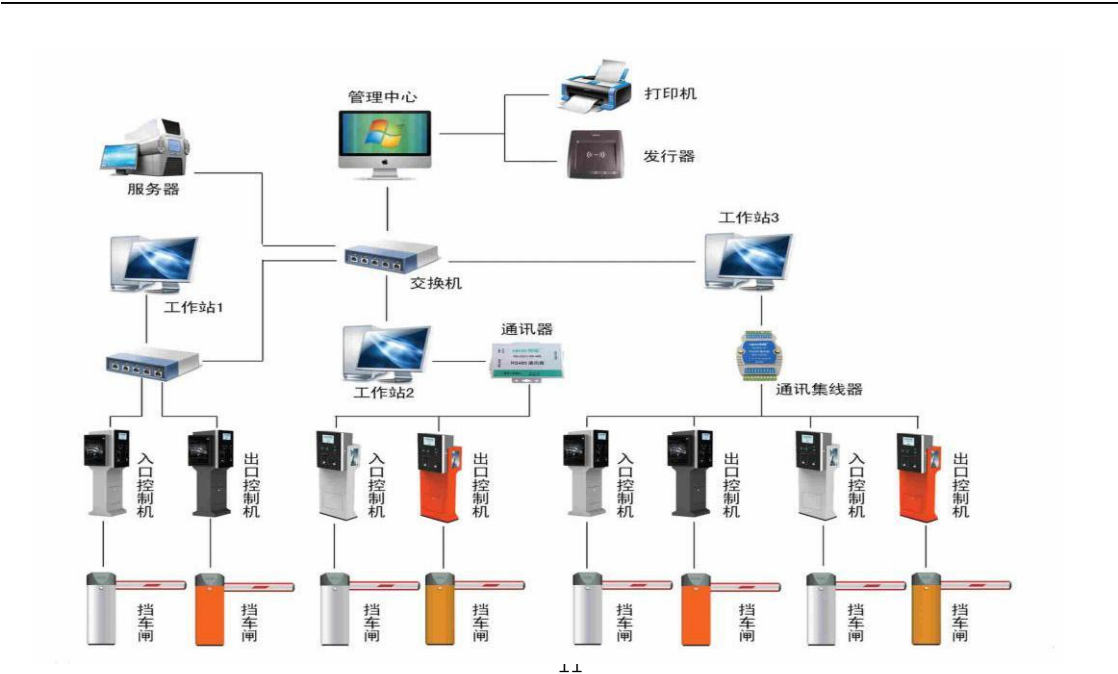 管理中心
打印机
发行器
服务器
工作站3
交换机
工作站1
通讯器
工作站2
通讯集线器
入口控制机
出口控制机
入口控制机
出口控制机
入口控制机
出口控制机
入口控制机
出口控制机
挡车闸
挡车闸
挡车闸
挡车闸
挡车闸
挡车闸
挡车闸
挡车闸
11